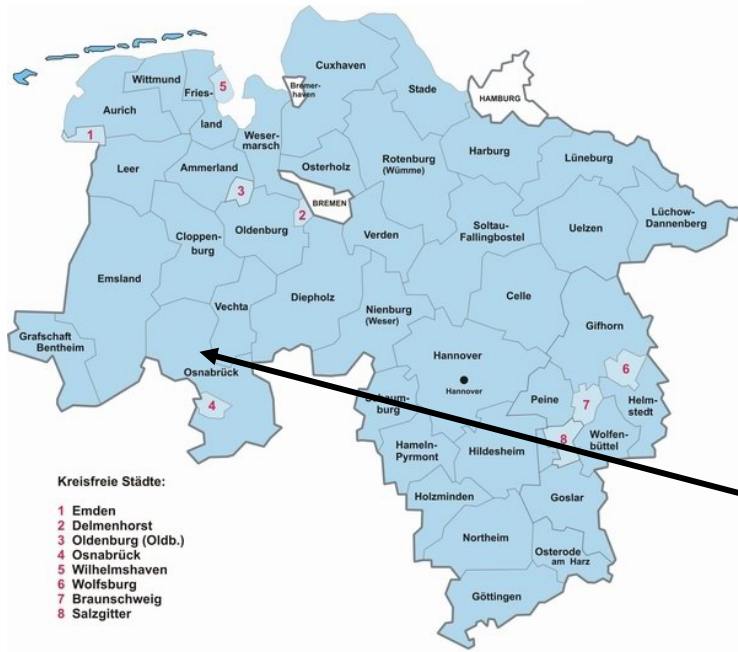 Cuxhaven
Wittmund
Fries-
land
5
Bremer-
haven
Stade
HAMBURG
Aurich
1
Weser-
marsch
Leer
Ammerland
Osterholz
Rotenburg
(Wümme)
Harburg
Lüneburg
3
BREMEN
2
Oldenburg
Cloppen-
burg
Verden
Soltau-
Fallingbostel
Uelzen
Lüchow-
Dannenberg
Emsland
Vechta
Diepholz
Nienburg
(Weser)
Celle
Gifhorn
Grafschaft
Bentheim
Osnabrück
4
Hannover
Hannover
6
Schaum-
burg
Peine
7
Helm-
stedt
8
Wolfen-
büttel
Hameln-
Pyrmont
Hildesheim
Holzminden
Goslar
Northeim
Osterode
am Harz
Göttingen
Kreisfreie Städte:
1 Emden
2 Delmenhorst
3 Oldenburg (Oldb.)
4 Osnabrück
5 Wilhelmshaven
6 Wolfsburg
7 Braunschweig
8 Salzgitter